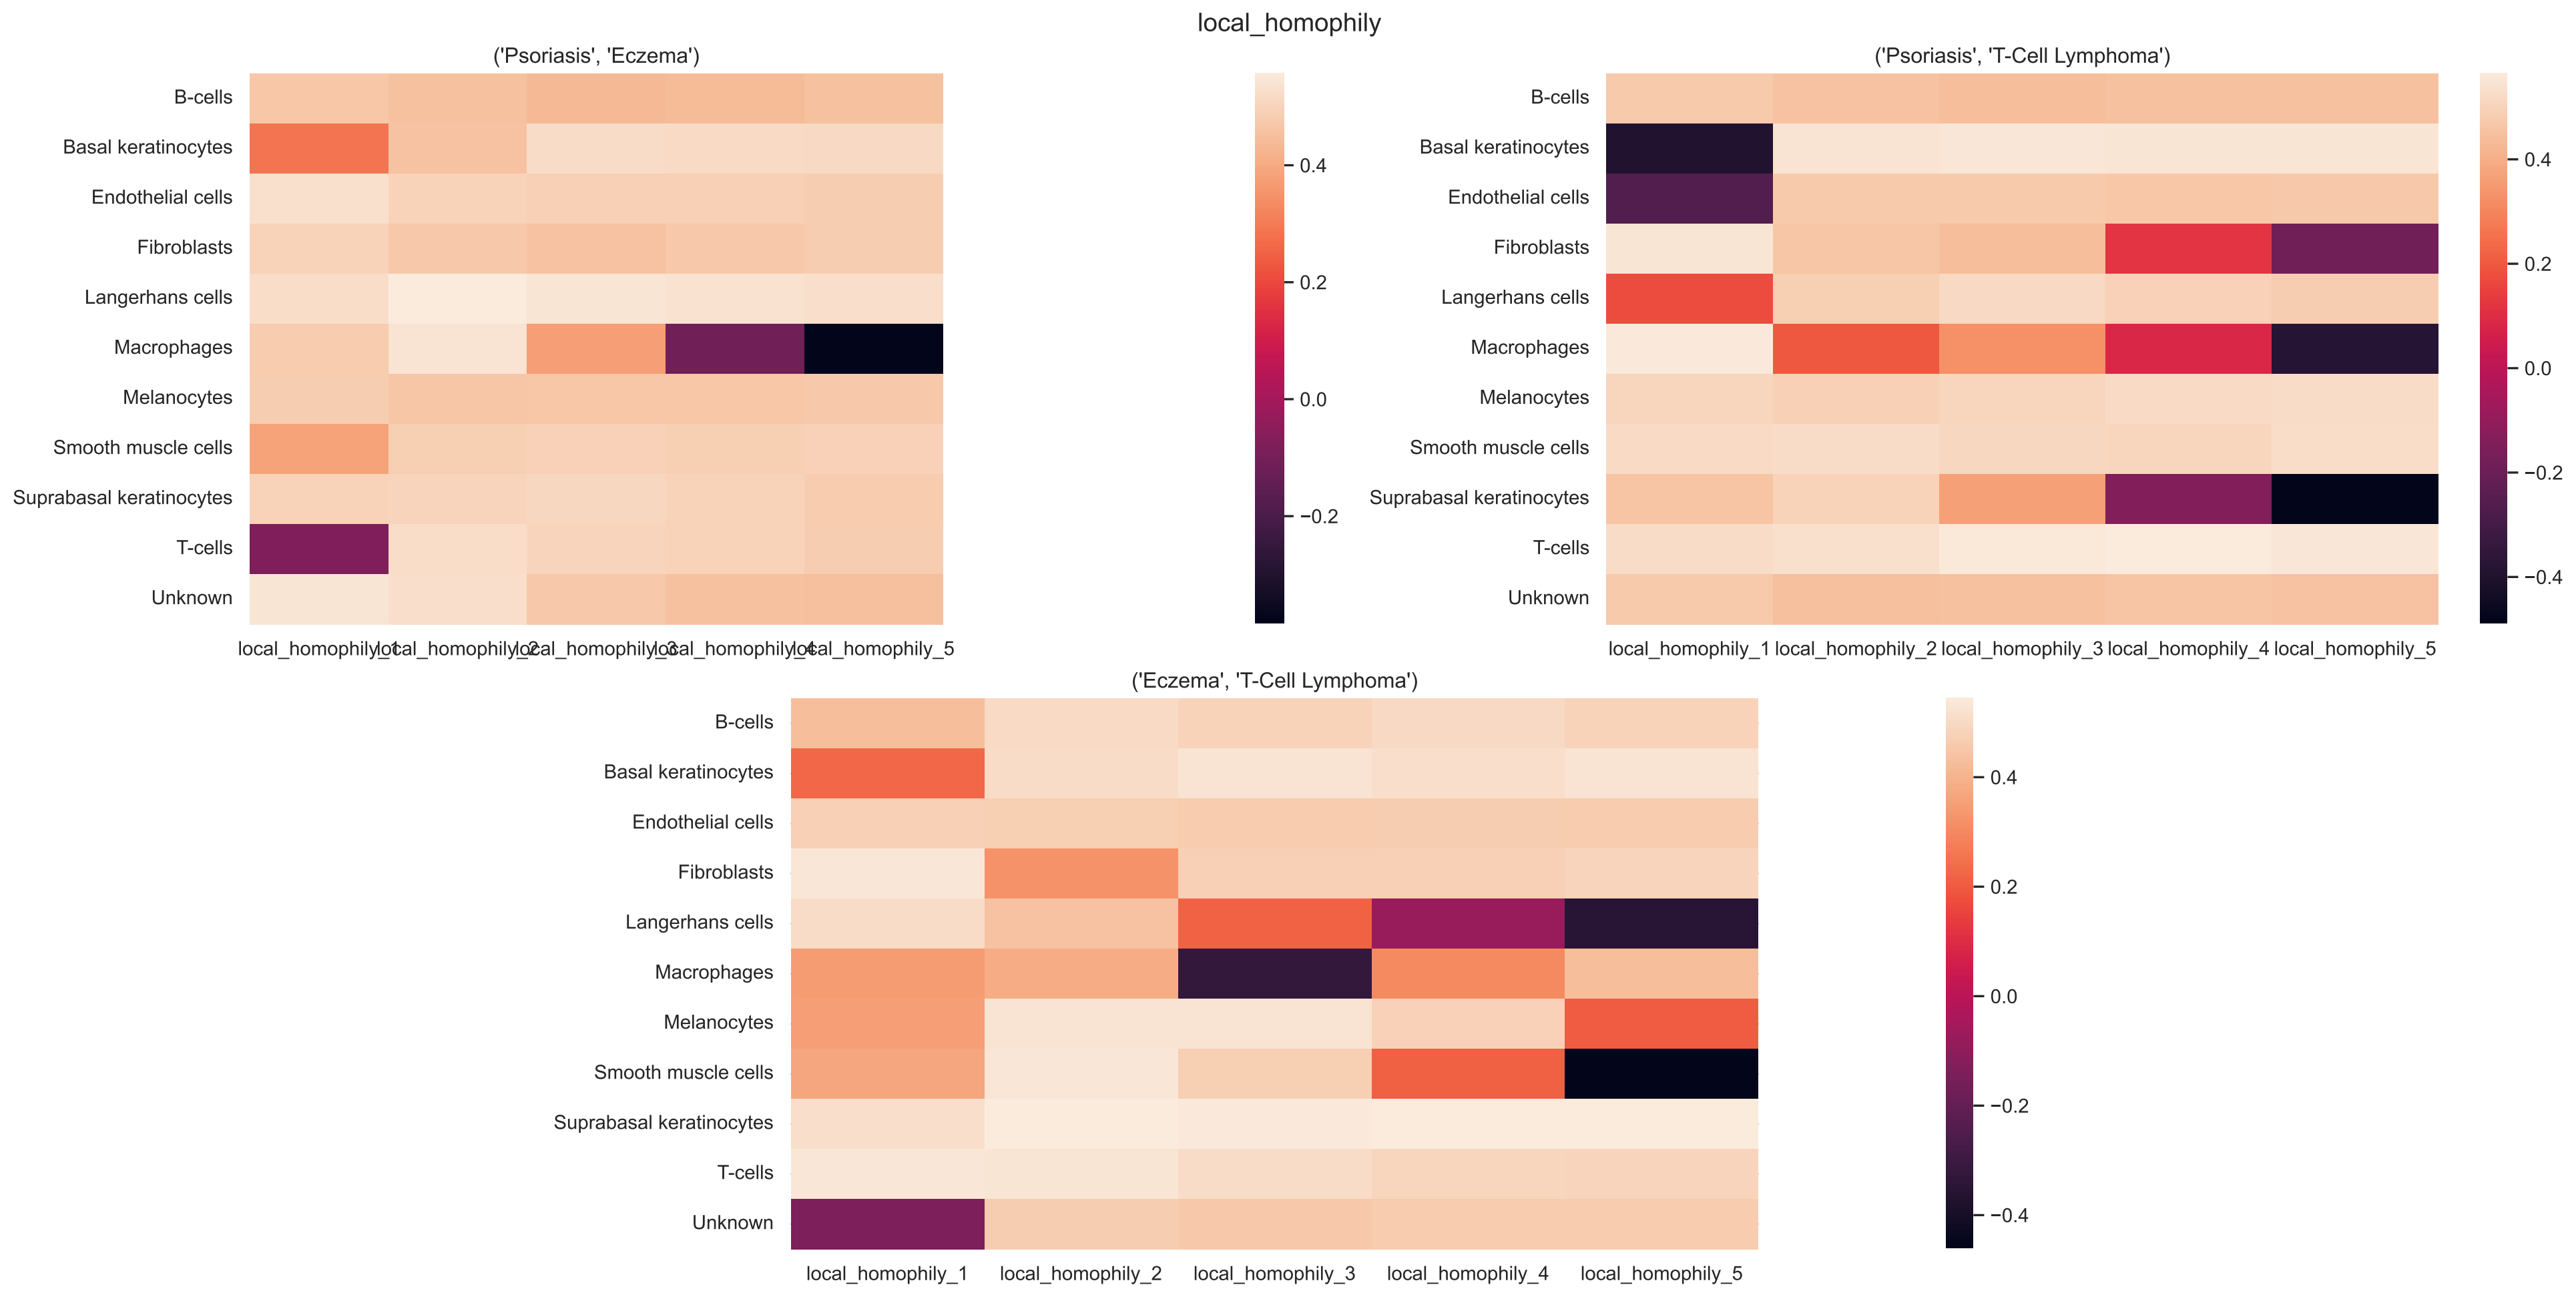 local_homophily
('Psoriasis', 'Eczema')
B-cells
Basal keratinocytes
Endothelial cells
Fibroblasts
Langerhans cells
Macrophages
Melanocytes
Smooth muscle cells
Suprabasal keratinocytes
T-cells
Unknown
local_homophily_1 local_homophily_2 local_homophily_3 local_homophily_4 local_homophily_5
0.4
0.2
0.0
−0.2
('Psoriasis', 'T-Cell Lymphoma')
B-cells
Basal keratinocytes
Endothelial cells
Fibroblasts
Langerhans cells
Macrophages
Melanocytes
Smooth muscle cells
Suprabasal keratinocytes
T-cells
Unknown
local_homophily_1 local_homophily_2 local_homophily_3 local_homophily_4 local_homophily_5
0.4
0.2
0.0
−0.2
−0.4
('Eczema', 'T-Cell Lymphoma')
B-cells
Basal keratinocytes
Endothelial cells
Fibroblasts
Langerhans cells
Macrophages
Melanocytes
Smooth muscle cells
Suprabasal keratinocytes
T-cells
Unknown
local_homophily_1 local_homophily_2 local_homophily_3 local_homophily_4 local_homophily_5
0.4
0.2
0.0
−0.2
−0.4